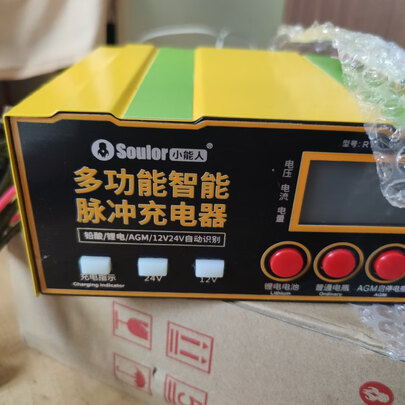 Soulor小能人®
型号:R
电压
电流
电量
多功能智能
脉冲充电器
铅酸/锂电/AGM/12V24V自动识别
充电指示
Charging indicator
24V
12V
锂电电池
Lithium
普通电瓶
Ordinary
AGM启停电瓶
AGM